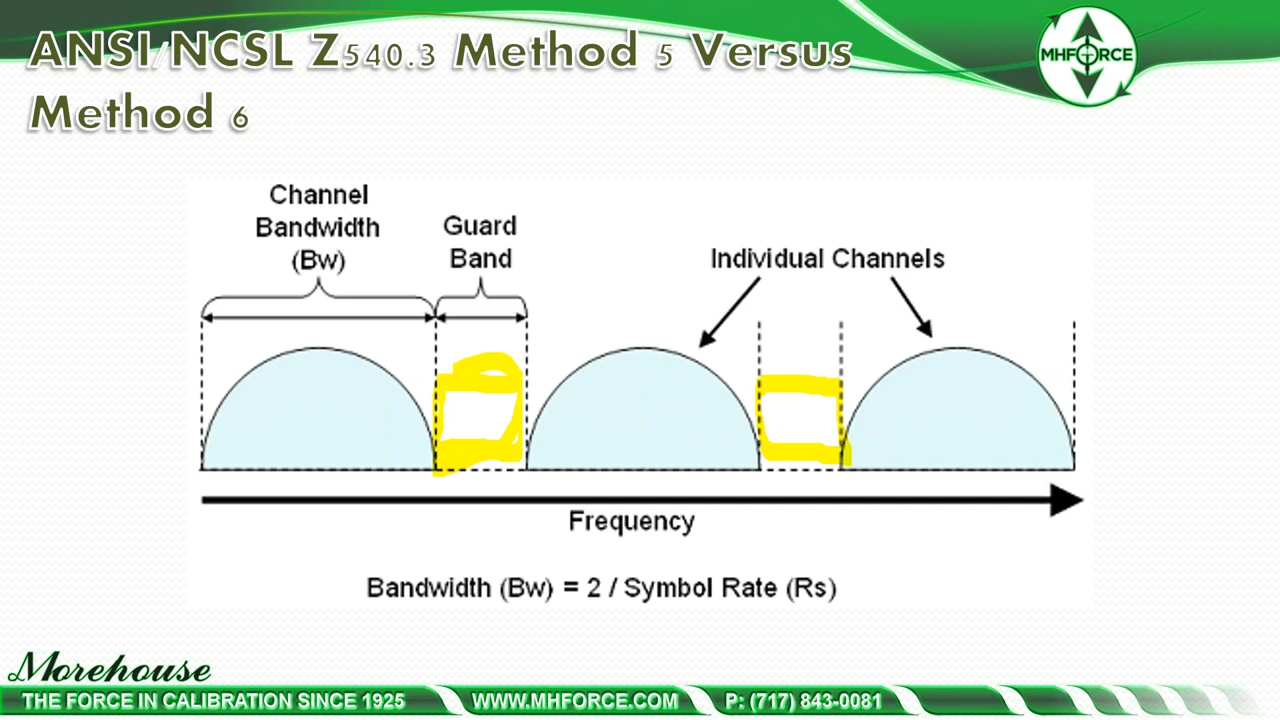 ANSI/NCSL Z540.3 Method 5 Versus
Method 6
MHFORCE
Channel
Bandwidth
(Bw)
Guard
Band
Individual Channels
Frequency
Bandwidth (Bw) = 2 / Symbol Rate (Rs)
Morehouse
THE FORCE IN CALIBRATION SINCE 1925
WWW.MHFORCE.COM
P: (717) 843-0081